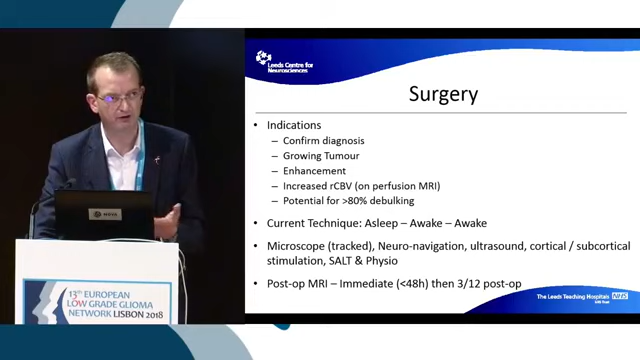 Leeds Centre for
Neurosciences
Surgery
• Indications
– Confirm diagnosis
– Growing Tumour
– Enhancement
– Increased rCBV (on perfusion MRI)
– Potential for >80% debulking
• Current Technique: Asleep – Awake – Awake
• Microscope (tracked), Neuro-navigation, ultrasound, cortical / subcortical
stimulation, SALT & Physio
• Post-op MRI – Immediate (<48h) then 3/12 post-op
The Leeds Teaching Hospitals NHS
NHS Trust
13th EUROPEAN
LOW GRADE GLIOMA
NETWORK LISBON 2018